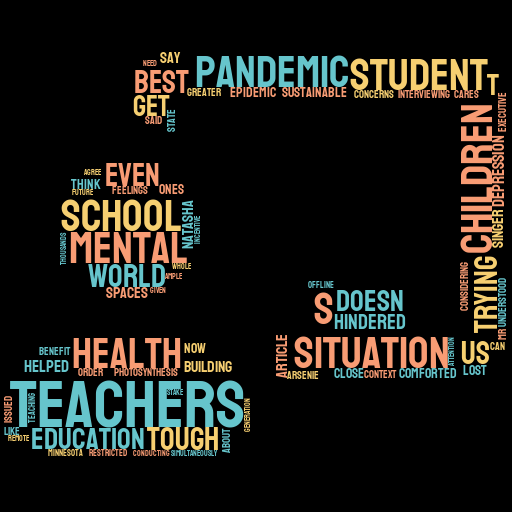 NEED SAY
PANDEMIC STUDENT T
BEST
GREATER EPIDEMIC SUSTAINABLE CONCERNS INTERVIEWING CARES
GET
SAID STATE
EXECUTIVE
CHILDREN
DEPRESSION
SINGER
AGREE EVEN
THINK FEELINGS ONES
FUTURE
SCHOOL NATASHA
INCENTIVE
THOUSANDS MENTAL
WORLD WHOLE
AMPLE
SPACES GIVEN
CONSIDERING TRYING UNDERSTOOD
OFFLINE
S DOESN
HINDERED
MR
ARTICLE SITUATION ATTENTION US CAN
ARSENIE CLOSE CONTEXT COMFORTED LOST
BENEFIT HEALTH NOW
HELPED ORDER PHOTOSYNTHESIS BUILDING
TEACHERS STAKE
ISSUED TEACHING GENERATION
LIKE EDUCATION TOUGH ABOUT
REMOTE
MINNESOTA RESTRICTED CONDUCTING SIMULTANEOUSLY